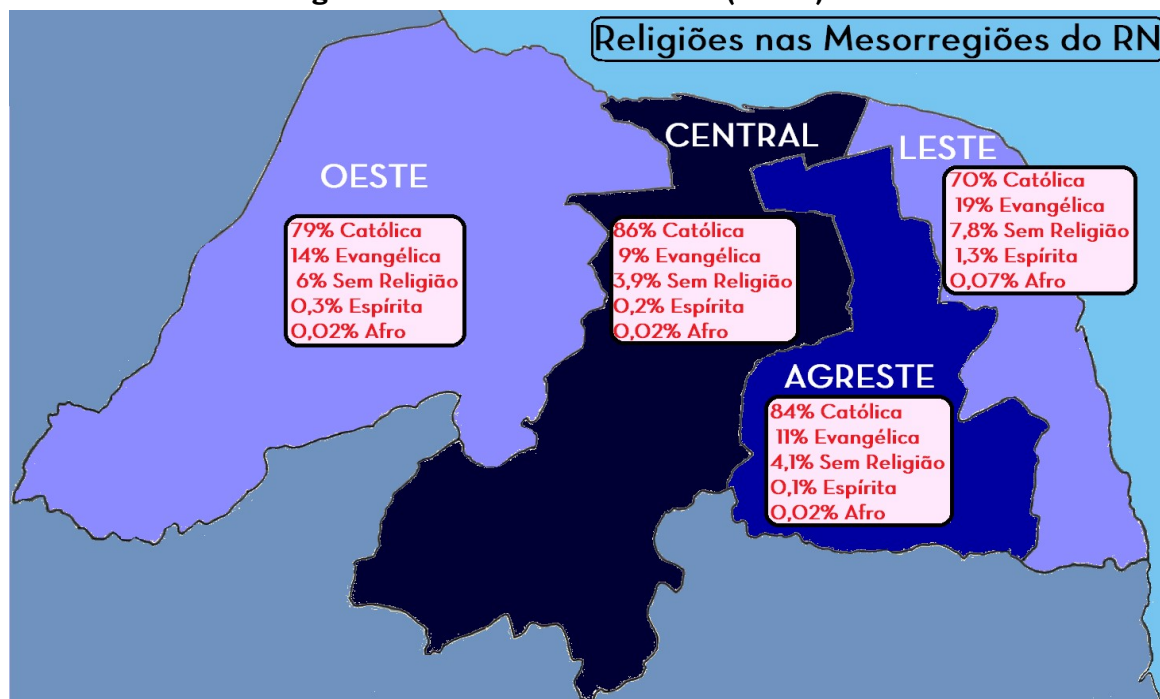 Religiões nas Mesorregiões do RN
CENTRAL
LESTE
OESTE
70% Católica
19% Evangélica
7,8% Sem Religião
1,3% Espírita
0,07% Afro
79% Católica
14% Evangélica
6% Sem Religião
0,3% Espírita
0,02% Afro
86% Católica
9% Evangélica
3,9% Sem Religião
0,2% Espírita
0,02% Afro
AGRESTE
84% Católica
11% Evangélica
4,1% Sem Religião
0,1% Espírita
0,02% Afro